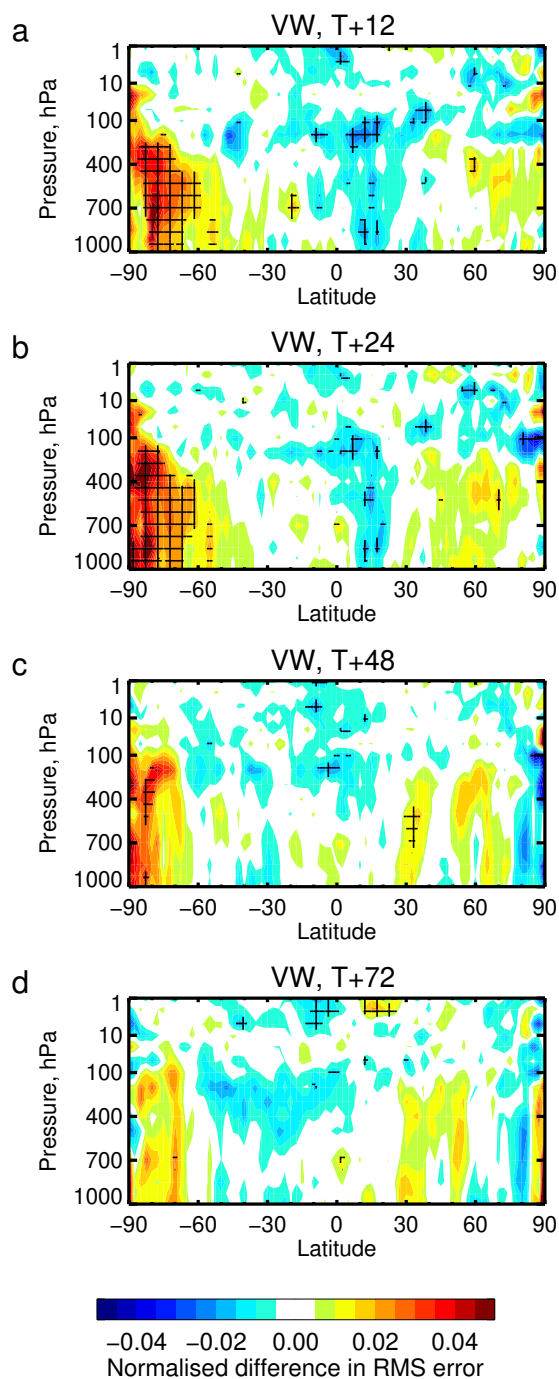 a
VW, T+12
Pressure, hPa
1
10
100
400
700
1000
−90 −60 −30 0 30 60 90
Latitude
b
VW, T+24
Pressure, hPa
1
10
100
400
700
1000
−90 −60 −30 0 30 60 90
Latitude
c
VW, T+48
Pressure, hPa
1
10
100
400
700
1000
−90 −60 −30 0 30 60 90
Latitude
d
VW, T+72
Pressure, hPa
1
10
100
400
700
1000
−90 −60 −30 0 30 60 90
Latitude
−0.04 −0.02 0.00 0.02 0.04
Normalised difference in RMS error